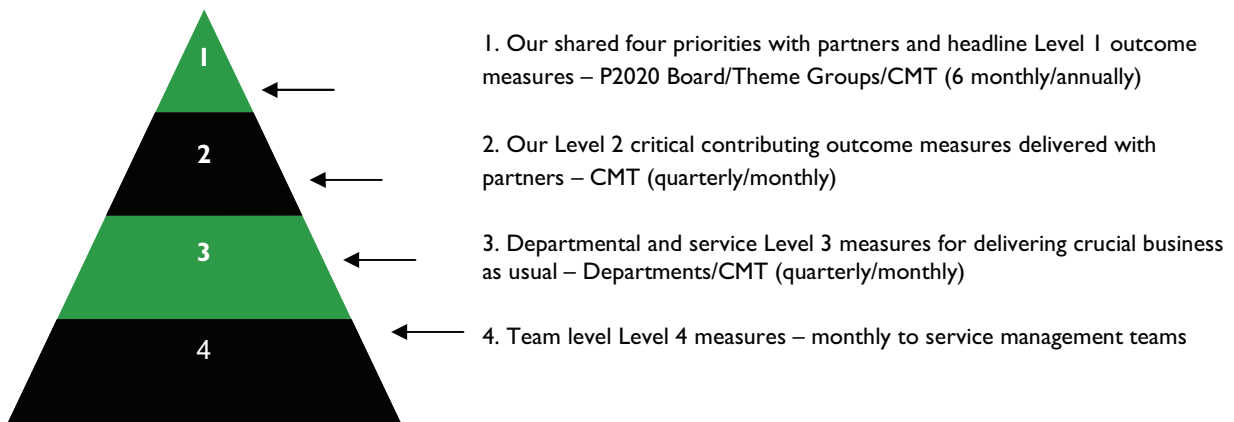 1
1. Our shared four priorities with partners and headline Level 1 outcome
measures – P2020 Board/Theme Groups/CMT (6 monthly/annually)
2
2. Our Level 2 critical contributing outcome measures delivered with
partners – CMT (quarterly/monthly)
3
3. Departmental and service Level 3 measures for delivering crucial business
as usual – Departments/CMT (quarterly/monthly)
4
4. Team level Level 4 measures – monthly to service management teams